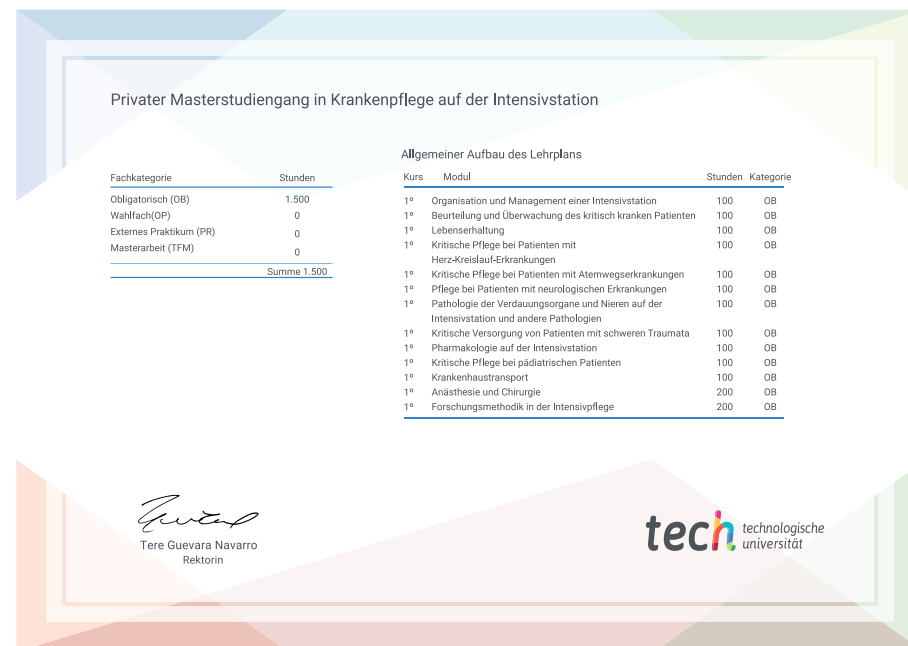 Privater Masterstudiengang in Krankenpflege auf der Intensivstation
Fachkategorie Stunden
Obligatorisch (OB) 1.500
Wahlfach(OP) 0
Externes Praktikum (PR) 0
Masterarbeit (TFM) 0
Summe 1.500
Allgemeiner Aufbau des Lehrplans
Kurs Modul Stunden Kategorie
1º Organisation und Management einer Intensivstation 100 OB
1º Beurteilung und Überwachung des kritisch kranken Patienten 100 OB
1º Lebenserhaltung 100 OB
1º Kritische Pflege bei Patienten mit 100 OB
Herz-Kreislauf-Erkrankungen
1º Kritische Pflege bei Patienten mit Atemwegserkrankungen 100 OB
1º Pflege bei Patienten mit neurologischen Erkrankungen 100 OB
1º Pathologie der Verdauungsorgane und Nieren auf der 100 OB
Intensivstation und andere Pathologien
1º Kritische Versorgung von Patienten mit schweren Traumata 100 OB
1º Pharmakologie auf der Intensivstation 100 OB
1º Kritische Pflege bei pädiatrischen Patienten 100 OB
1º Krankenhaustransport 100 OB
1º Anästhesie und Chirurgie 200 OB
1º Forschungsmethodik in der Intensivpflege 200 OB
Tere Guevara Navarro
Rektorin
tech technologische
universität